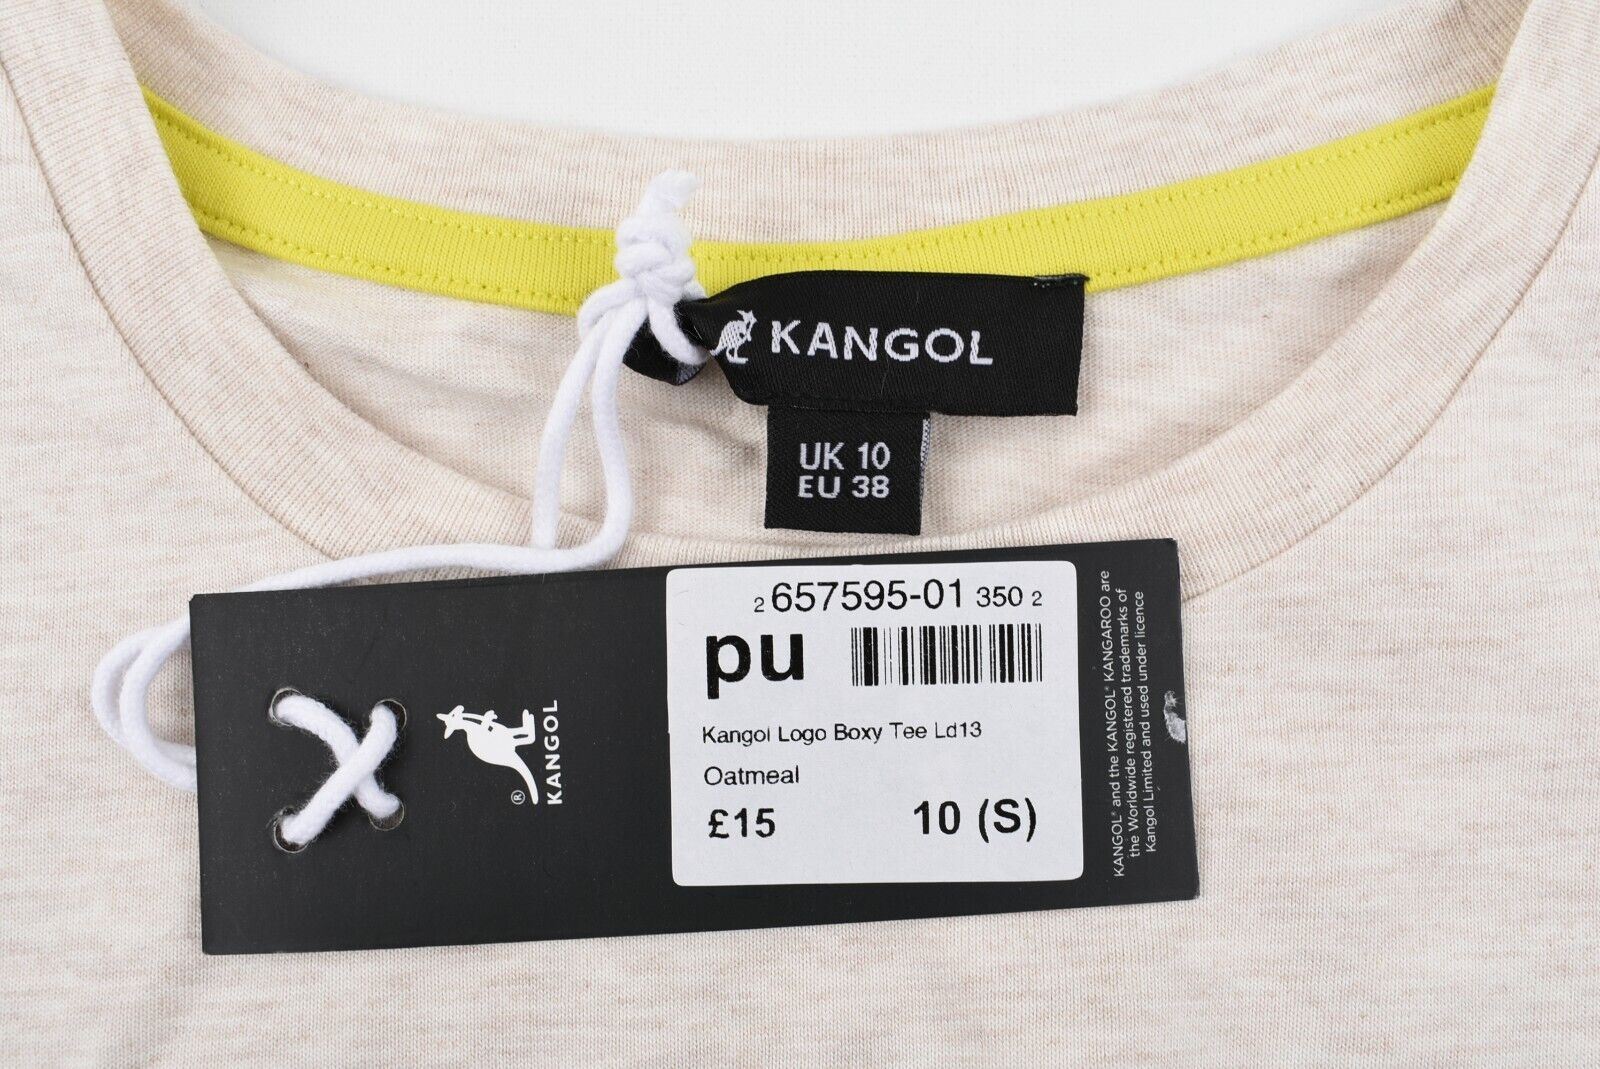 KANGOL
UK 10
EU 38
2 657595-01 350 2
pu
Kangol Logo Boxy Tee Ld13
Oatmeal
£15 10 (S)
® KANGOL
KANGOL® and the KANGOL® KANGAROO are
the Worldwide registered trademarks of
Kangol Limited and used under licence